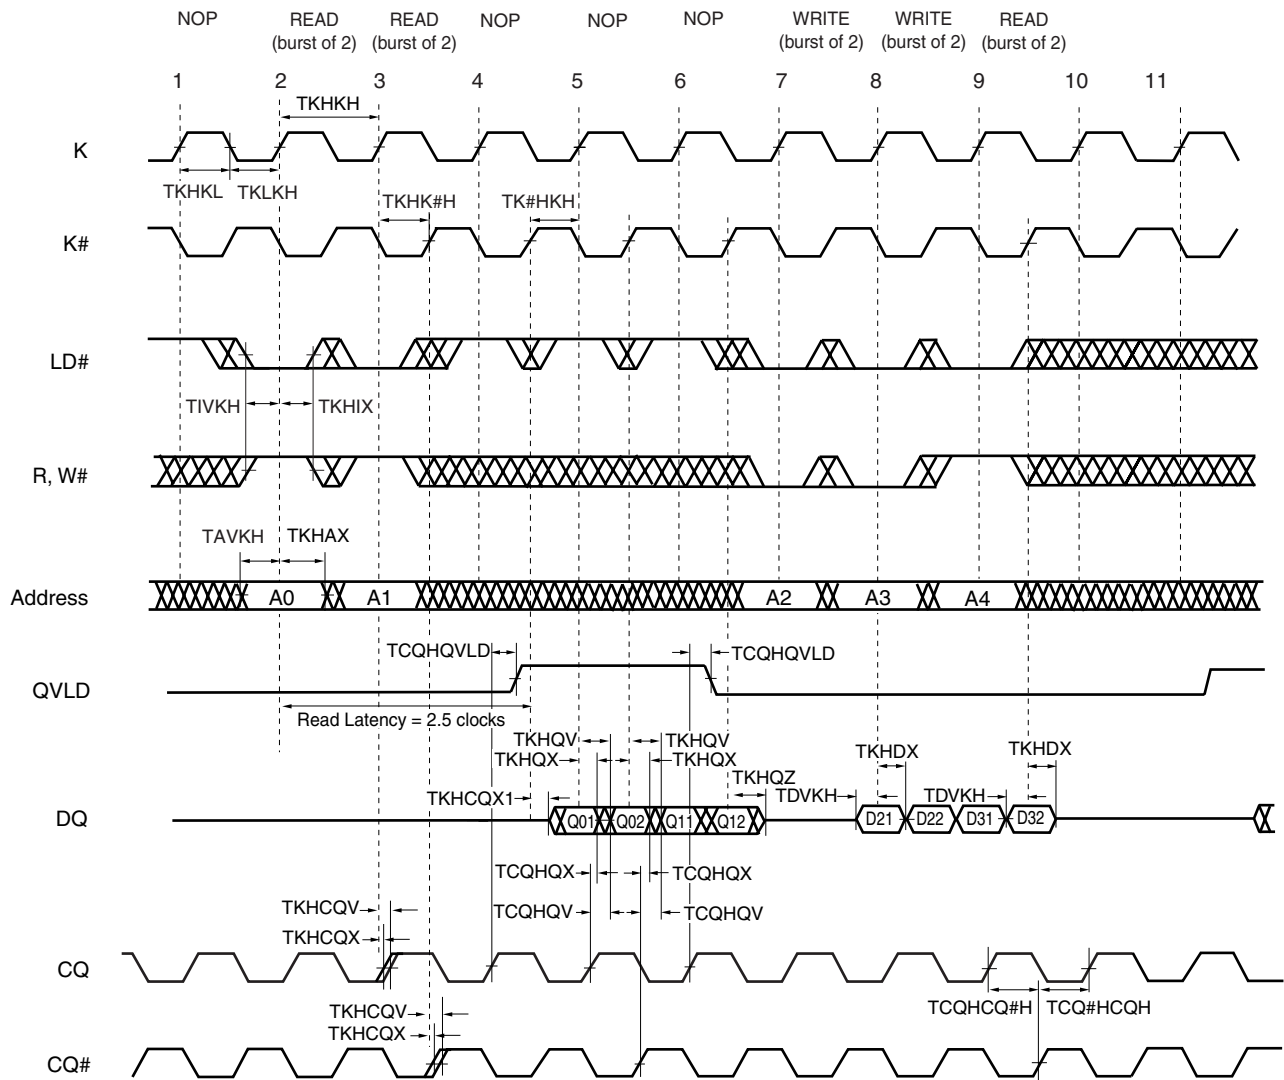 NOP READ READ NOP NOP NOP WRITE WRITE READ
(burst of 2) (burst of 2) (burst of 2) (burst of 2) (burst of 2)
1 2 3 4 5 6 7 8 9 10 11
TKHKH
K
TKHKL TKLKH TKHK#H TK#HKH
K#
LD#
TIVKH TKHIX
R, W#
TAVKH TKHAX
Address A0 A1 A2 A3 A4
TCQHQVLD TCQHQVLD
QVLD
Read Latency = 2.5 clocks
TKHQV TKHQV TKHDX TKHDX
TKHQX TKHQX
TKHQZ
TKHCQX1 TDVKH TDVKH
DQ Q01 Q02 Q11 Q12 D21 D22 D31 D32
TCQHQX TCQHQX
TKHCQV TCQHQV TCQHQV
TKHCQX
CQ
TKHCQV TCQHCQ#H TCQ#HCQH
TKHCQX
CQ#